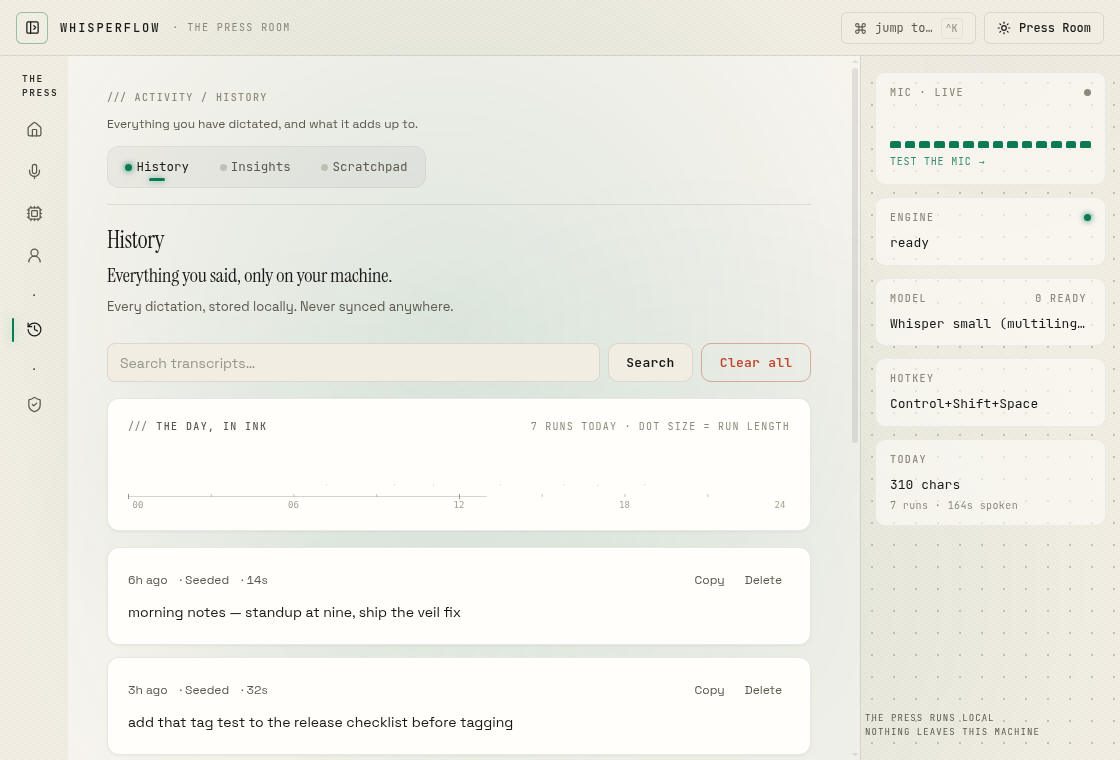 WHISPERFLOW · THE PRESS ROOM
⌘ jump to… ^K
Press Room
THE
PRESS
/// ACTIVITY / HISTORY
Everything you have dictated, and what it adds up to.
History Insights Scratchpad
History
Everything you said, only on your machine.
Every dictation, stored locally. Never synced anywhere.
Search transcripts…
Search
Clear all
/// THE DAY, IN INK
7 RUNS TODAY · DOT SIZE = RUN LENGTH
00 06 12 18 24
6h ago · Seeded · 14s
Copy Delete
morning notes — standup at nine, ship the veil fix
3h ago · Seeded · 32s
Copy Delete
add that tag test to the release checklist before tagging
MIC · LIVE
TEST THE MIC →
ENGINE
ready
MODEL 0 READY
Whisper small (multiling…
HOTKEY
Control+Shift+Space
TODAY
310 chars
7 runs · 164s spoken
THE PRESS RUNS LOCAL
NOTHING LEAVES THIS MACHINE